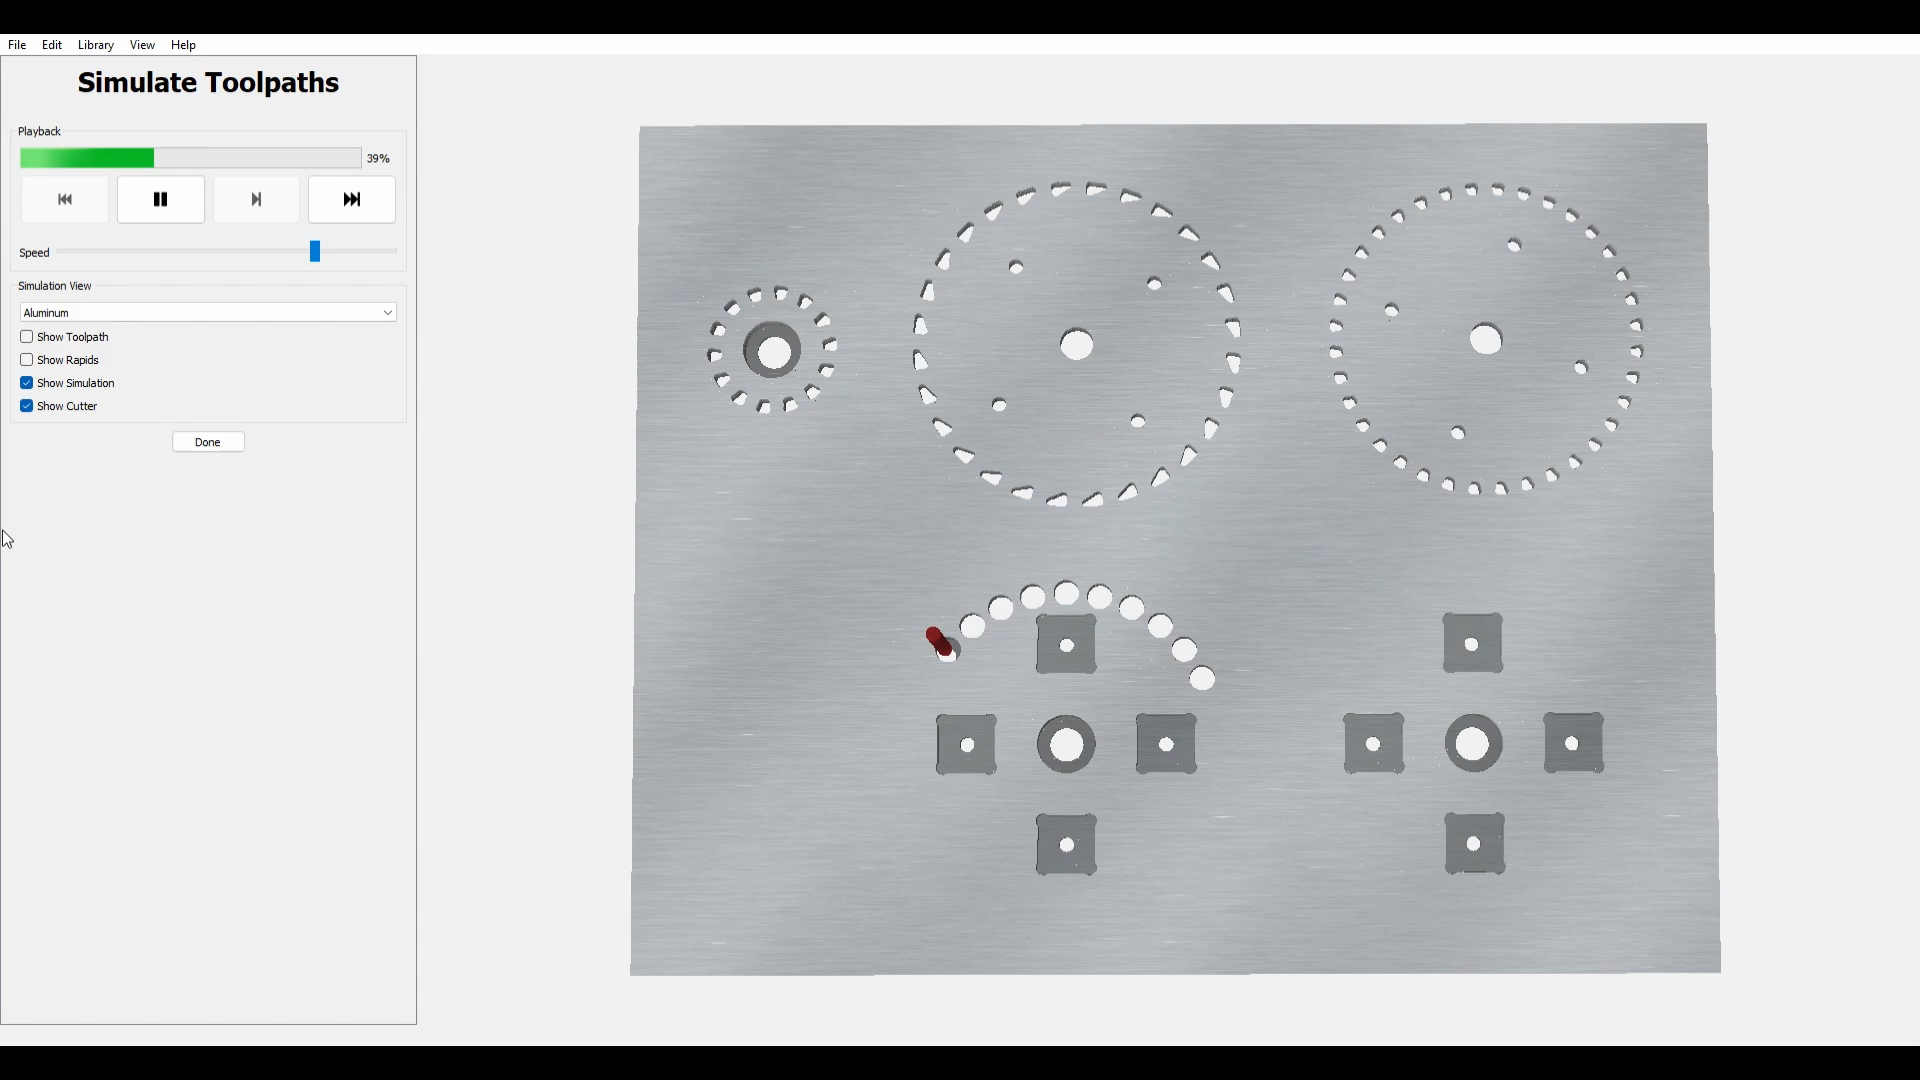 File Edit Library View Help
Simulate Toolpaths
Playback
39%
Speed
Simulation View
Aluminum
Show Toolpath
Show Rapids
Show Simulation
Show Cutter
Done